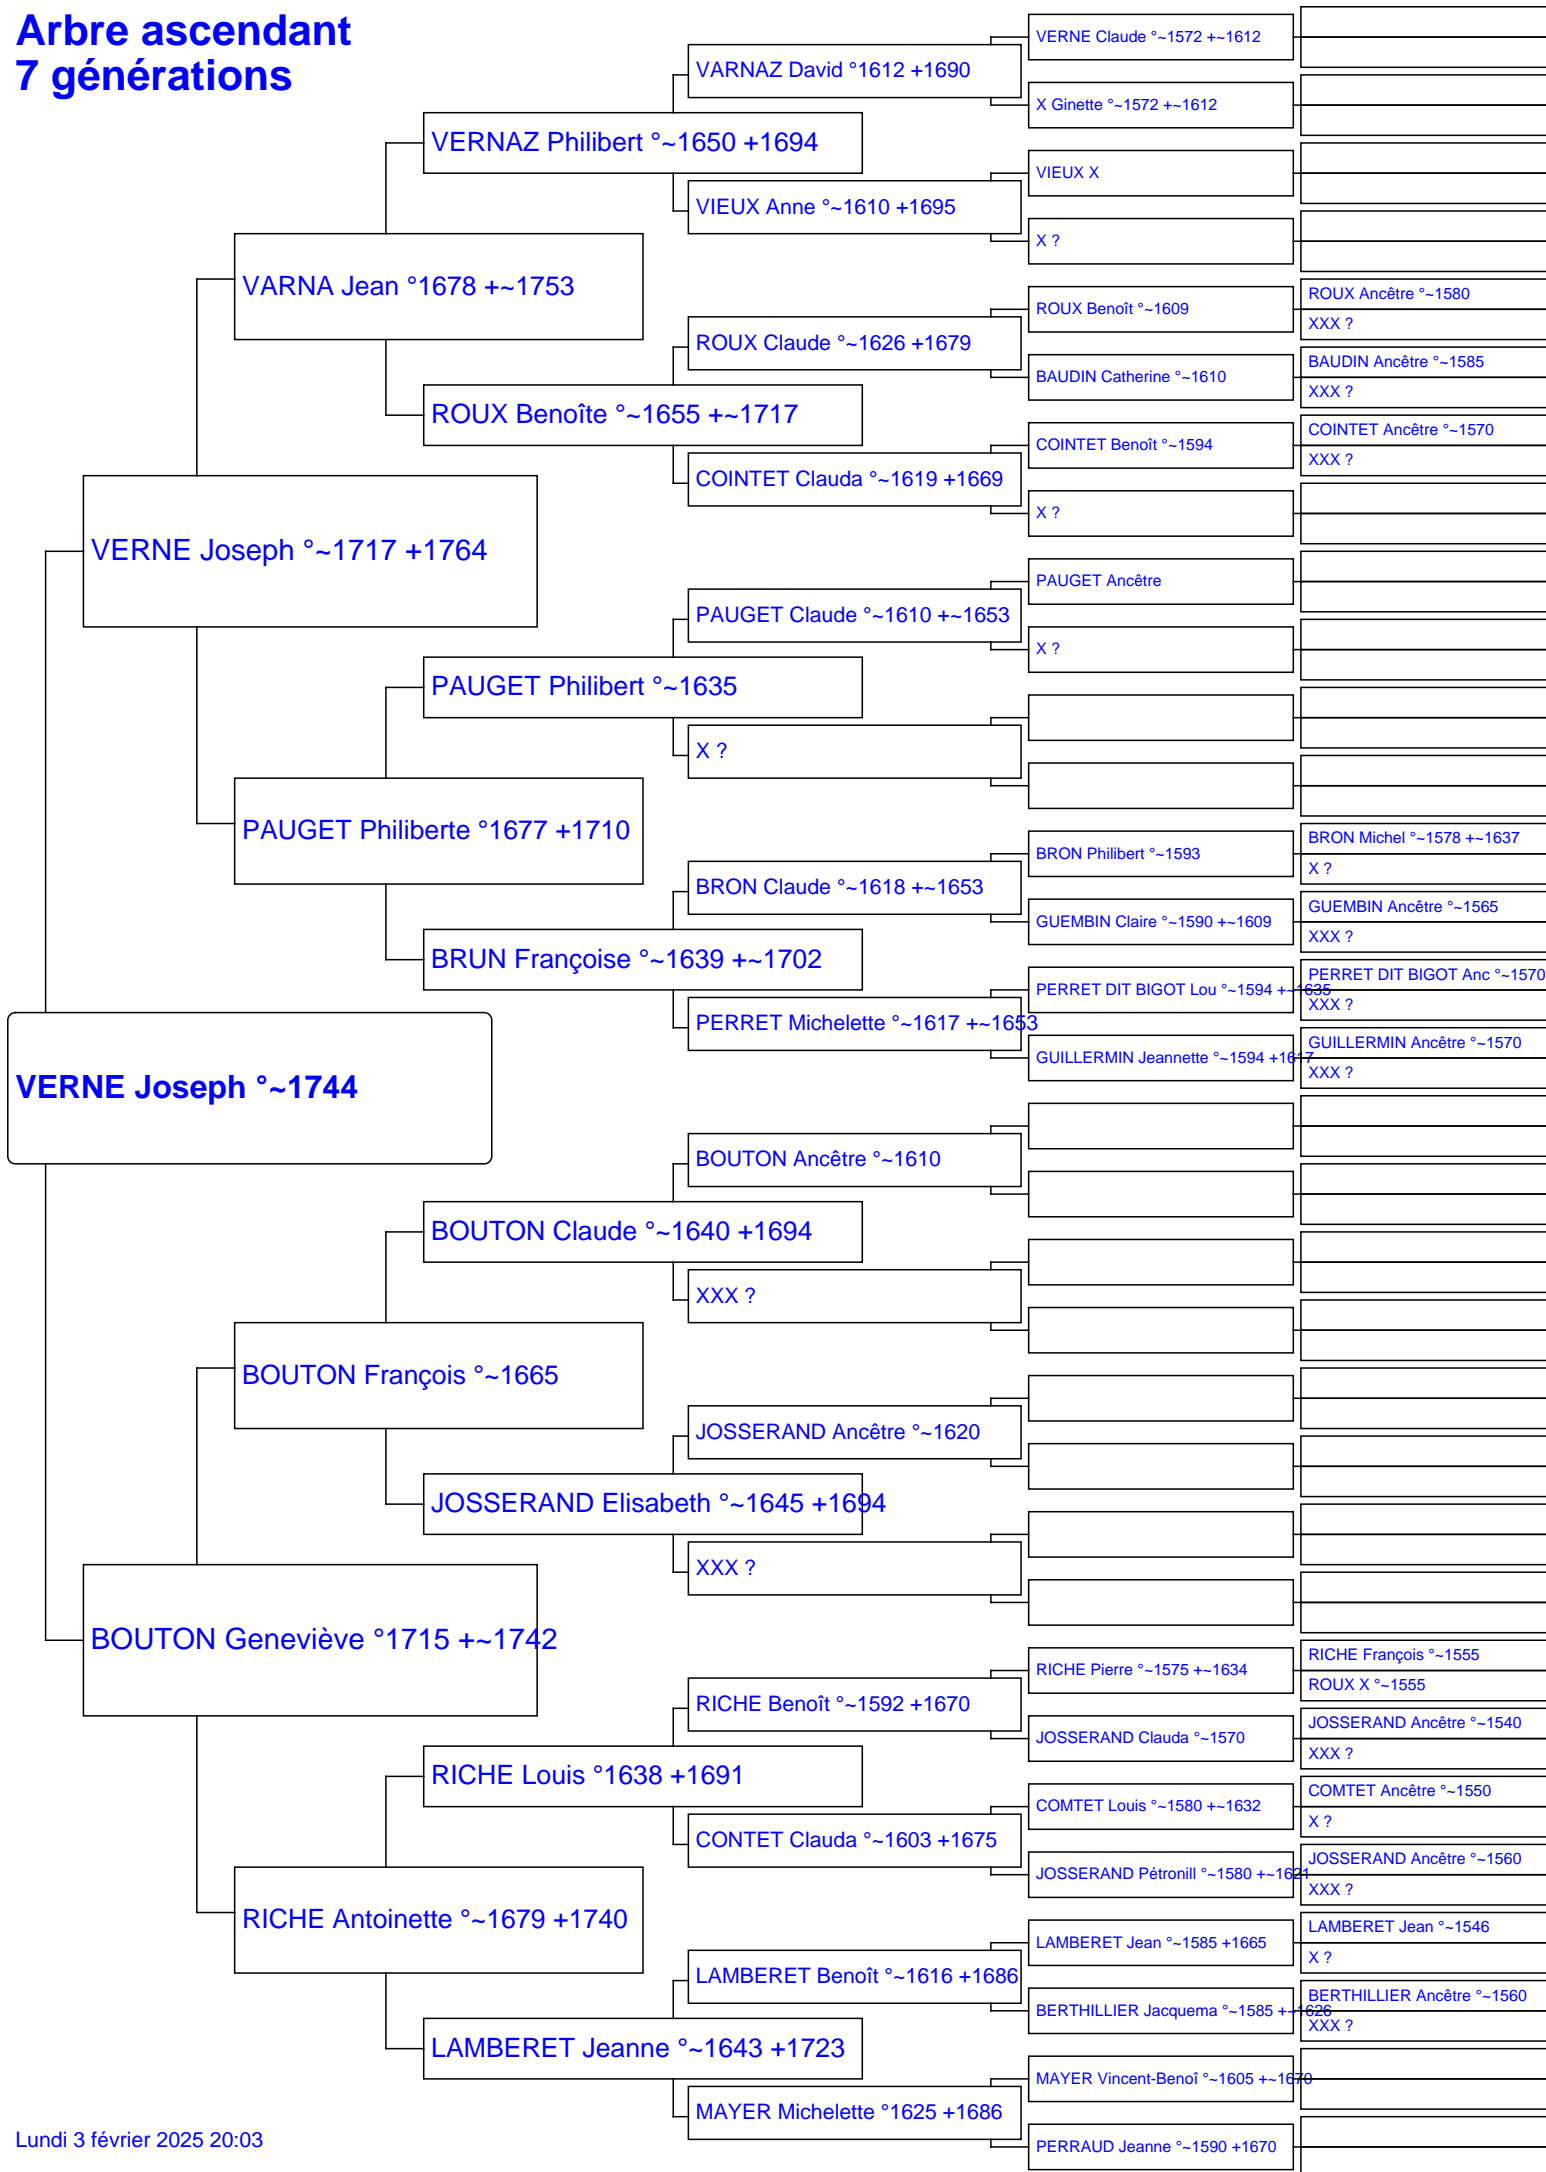 Arbre ascendant
7 générations
VERNE Joseph °~1744
VERNE Joseph °~1717 +1764
BOUTON Geneviève °1715 +~1742
VARNA Jean °1678 +~1753
PAUGET Philiberte °1677 +1710
BOUTON François °~1665
RICHE Antoinette °~1679 +1740
VERNAZ Philibert °~1650 +1694
ROUX Benoîte °~1655 +~1717
PAUGET Philibert °~1635
BRUN Françoise °~1639 +~1702
BOUTON Claude °~1640 +1694
JOSSERAND Elisabeth °~1645 +1694
RICHE Louis °1638 +1691
LAMBERET Jeanne °~1643 +1723
VARNAZ David °1612 +1690
VIEUX Anne °~1610 +1695
ROUX Claude °~1626 +1679
COINTET Clauda °~1619 +1669
PAUGET Claude °~1610 +~1653
X ?
BRON Claude °~1618 +~1653
PERRET Michelette °~1617 +~1653
BOUTON Ancêtre °~1610
XXX ?
JOSSERAND Ancêtre °~1620
XXX ?
RICHE Benoît °~1592 +1670
CONTET Clauda °~1603 +1675
LAMBERET Benoît °~1616 +1686
MAYER Michelette °1625 +1686
VERNE Claude °~1572 +~1612
X Ginette °~1572 +~1612
VIEUX X
X ?
ROUX Benoît °~1609
BAUDIN Catherine °~1610
COINTET Benoît °~1594
X ?
PAUGET Ancêtre
X ?
BRON Philibert °~1593
GUEMBIN Claire °~1590 +~1609
PERRET DIT BIGOT Lou °~1594 +~1635
GUILLERMIN Jeannette °~1594 +1617
RICHE Pierre °~1575 +~1634
JOSSERAND Clauda °~1570
COMTET Louis °~1580 +~1632
JOSSERAND Pétronill °~1580 +~1621
LAMBERET Jean °~1585 +1665
BERTHILLIER Jacquema °~1585 +~1626
MAYER Vincent-Benoî °~1605 +~1670
PERRAUD Jeanne °~1590 +1670
ROUX Ancêtre °~1580
XXX ?
BAUDIN Ancêtre °~1585
XXX ?
COINTET Ancêtre °~1570
XXX ?
BRON Michel °~1578 +~1637
X ?
GUEMBIN Ancêtre °~1565
XXX ?
PERRET DIT BIGOT Anc °~1570
XXX ?
GUILLERMIN Ancêtre °~1570
XXX ?
RICHE François °~1555
ROUX X °~1555
JOSSERAND Ancêtre °~1540
XXX ?
COMTET Ancêtre °~1550
X ?
JOSSERAND Ancêtre °~1560
XXX ?
LAMBERET Jean °~1546
X ?
BERTHILLIER Ancêtre °~1560
XXX ?
Lundi 3 février 2025 20:03